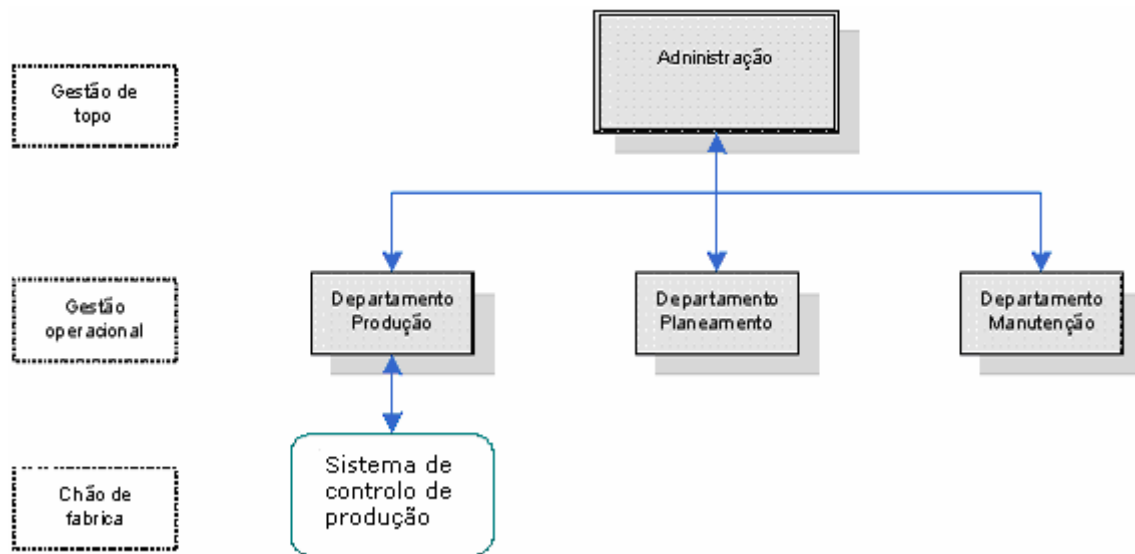 Adninistração
Gestão de
topo
Gestão
operacional
Departamento
Produção
Departamento
Planeamento
Departamento
Manutenção
Chão de
fabrica
Sistema de
controlo de
produção